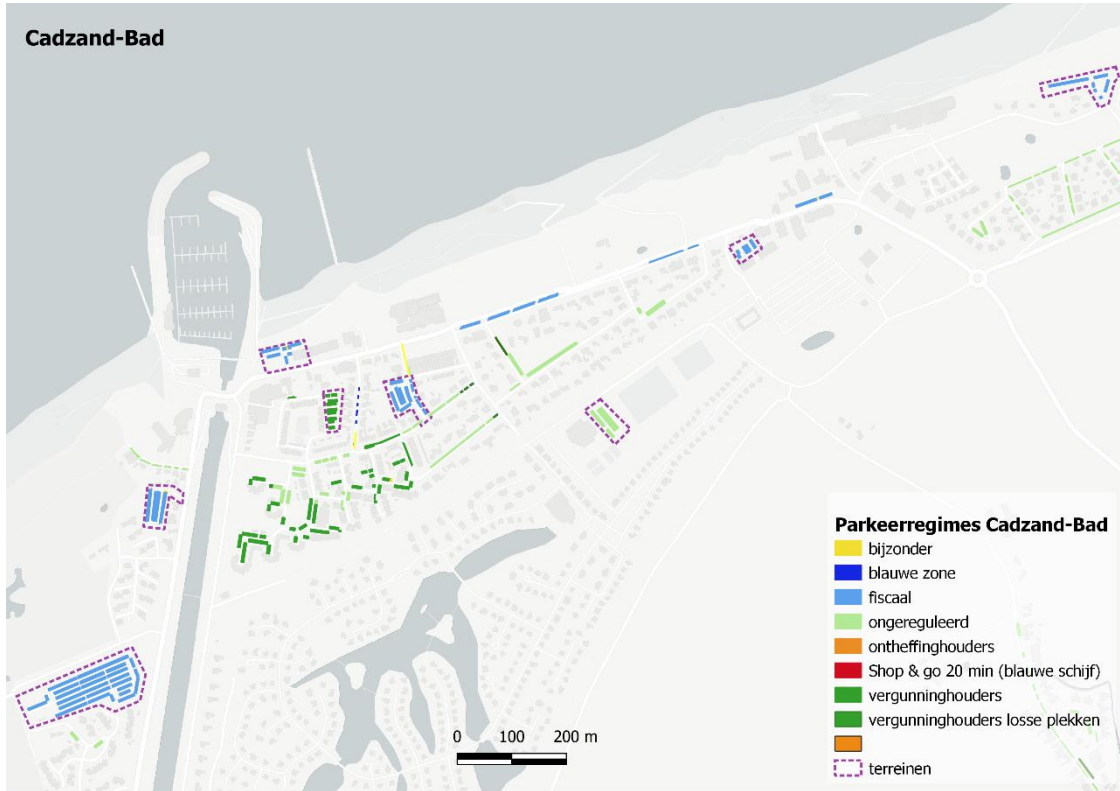 Cadzand-Bad
Parkeerregimes Cadzand-Bad
bijzonder
blauwe zone
fiscaal
ongereguleerd
ontheffinghouders
Shop & go 20 min (blauwe schijf)
vergunninghouders
vergunninghouders losse plekken
terreinen
0 100 200 m